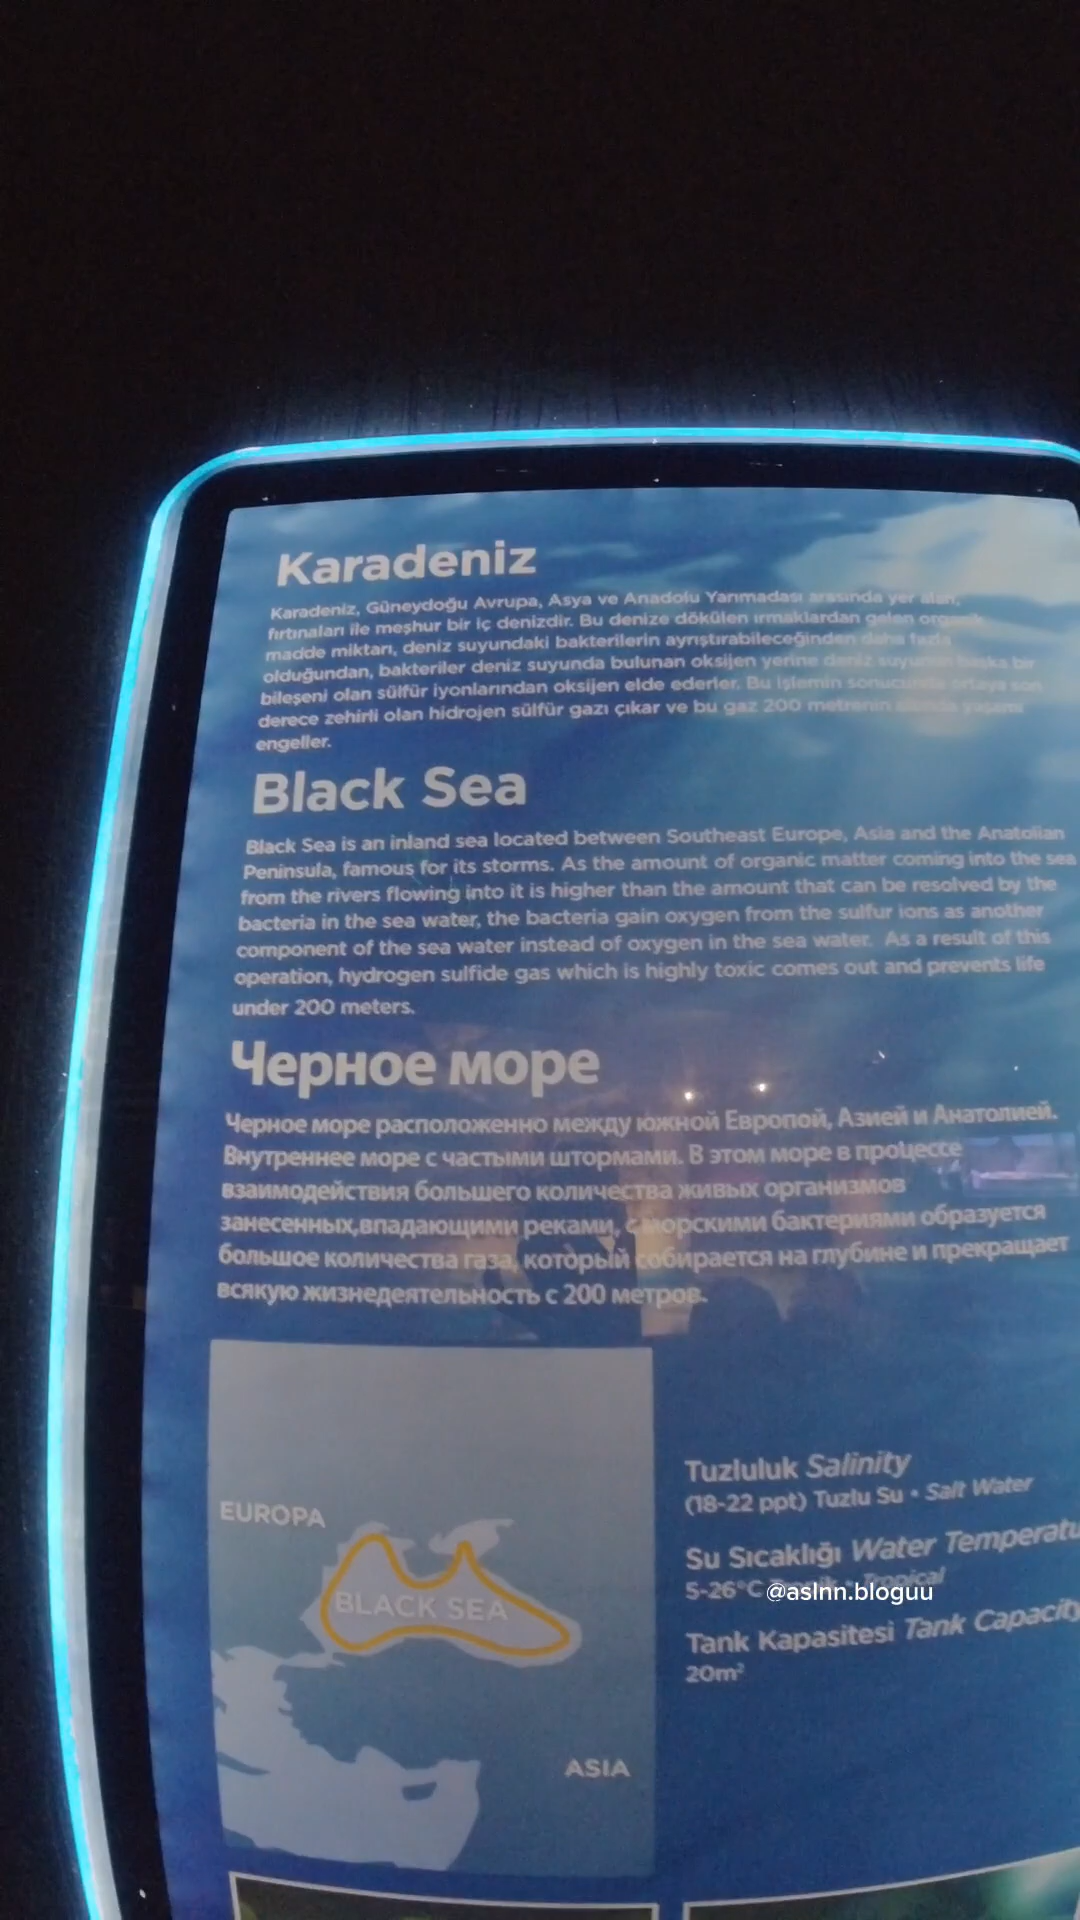 Karadeniz
Karadeniz, Güneydoğu Avrupa, Asya ve Anadolu Yarımadası arasında yer alan,
fırtınaları ile meşhur bir iç denizdir. Bu denize dökülen ırmaklardan gelen organik
madde miktarı, deniz suyundaki bakterilerin ayrıştırabileceğinden daha fazla
olduğundan, bakteriler deniz suyunda bulunan oksijen yerine deniz suyunun başka bir
bileşeni olan sülfür iyonlarından oksijen elde ederler. Bu işlemin sonucunda ortaya son
derece zehirli olan hidrojen sülfür gazı çıkar ve bu gaz 200 metrenin altında yaşamı
engeller.
Black Sea
Black Sea is an inland sea located between Southeast Europe, Asia and the Anatolian
Peninsula, famous for its storms. As the amount of organic matter coming into the sea
from the rivers flowing into it is higher than the amount that can be resolved by the
bacteria in the sea water, the bacteria gain oxygen from the sulfur ions as another
component of the sea water instead of oxygen in the sea water. As a result of this
operation, hydrogen sulfide gas which is highly toxic comes out and prevents life
under 200 meters.
Черное море
Черное море расположенно между южной Европой, Азией и Анатолией.
Внутреннее море с частыми штормами. В этом море в процессе
взаимодействия большего количества живых организмов
занесенных,впадающими реками, с морскими бактериями образуется
большое количества газа, который собирается на глубине и прекращает
всякую жизнедеятельность с 200 метров.
EUROPA
BLACK SEA
ASIA
Tuzluluk Salinity
(18-22 ppt) Tuzlu Su • Salt Water
Su Sıcaklığı Water Temperatu
5-26°C Tropical
@aslnn.bloguu
Tank Kapasitesi Tank Capacity
20m²